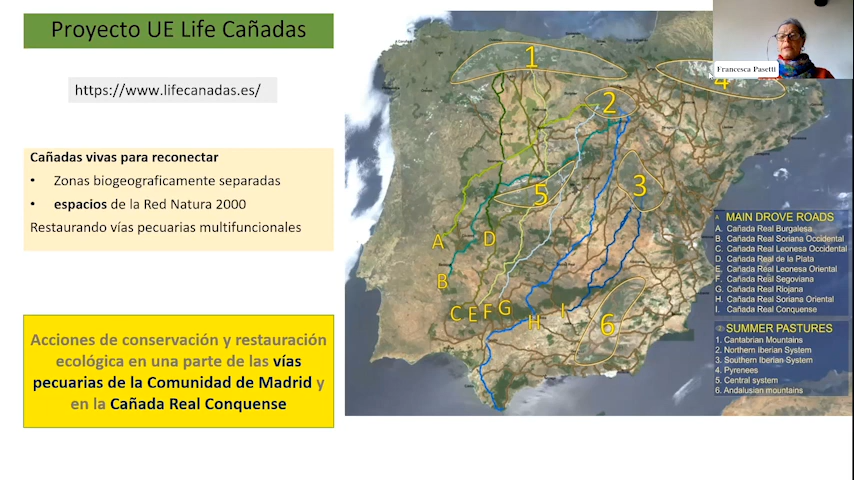 Proyecto UE Life Cañadas
https://www.lifecanadas.es/
Cañadas vivas para reconectar
• Zonas biogeograficamente separadas
• espacios de la Red Natura 2000
Restaurando vías pecuarias multifuncionales
Acciones de conservación y restauración
ecológica en una parte de las vías
pecuarias de la Comunidad de Madrid y
en la Cañada Real Conquense
Francesca Pasetti
1
4
2
3
5
A
D
B
C E F G
H
I
6
A MAIN DROVE ROADS
A. Cañada Real Burgalesa
B. Cañada Real Soriana Occidental
C. Cañada Real Leonesa Occidental
D. Cañada Real de la Plata
E. Cañada Real Leonesa Oriental
F. Cañada Real Segoviana
G. Cañada Real Riojana
H. Cañada Real Soriana Oriental
I. Cañada Real Conquense
SUMMER PASTURES
1. Cantabrian Mountains
2. Northern Iberian System
3. Southern Iberian System
4. Pyrenees
5. Central system
6. Andalusian mountains